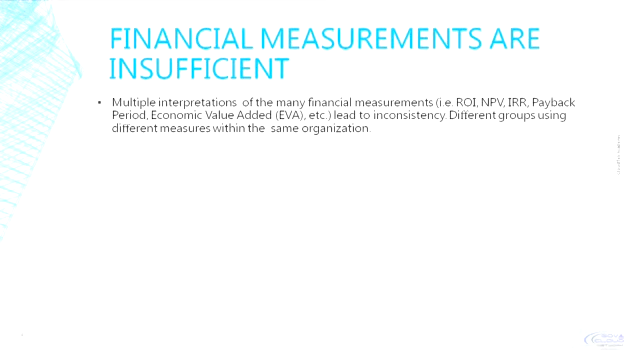 FINANCIAL MEASUREMENTS ARE
INSUFFICIENT
• Multiple interpretations of the many financial measurements (i.e. ROI, NPV, IRR, Payback
Period, Economic Value Added (EVA), etc.) lead to inconsistency. Different groups using
different measures within the same organization.